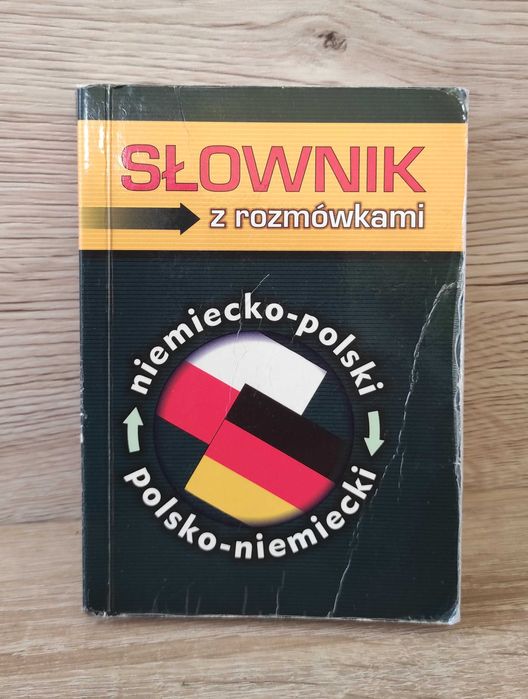 SŁOWNIK
z rozmówkami
niemiecko-polski
polsko-niemiecki